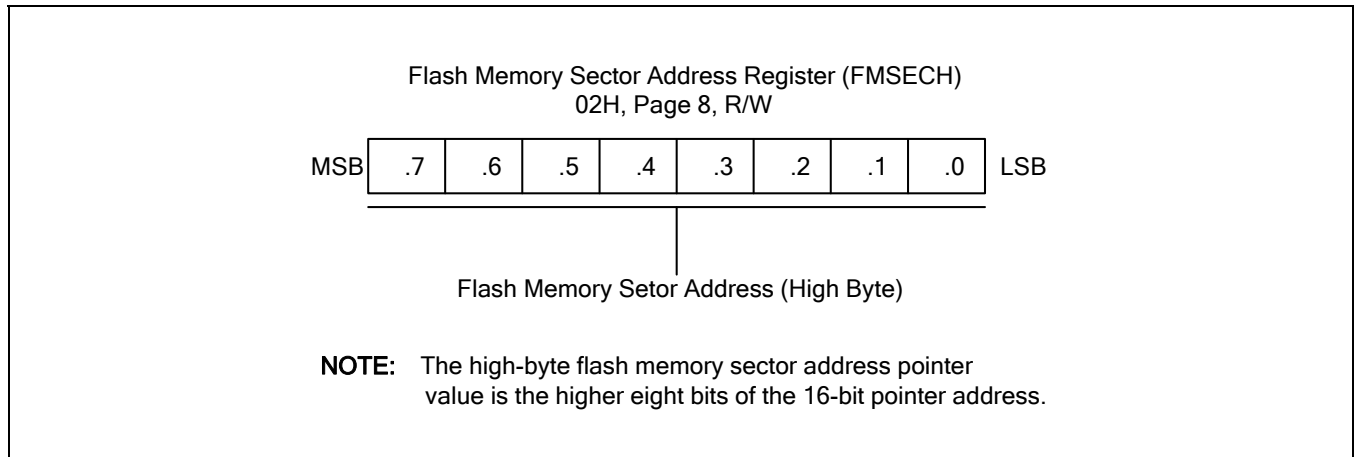 Flash Memory Sector Address Register (FMSECH)
02H, Page 8, R/W
MSB .7 .6 .5 .4 .3 .2 .1 .0 LSB
Flash Memory Setor Address (High Byte)
NOTE: The high-byte flash memory sector address pointer
value is the higher eight bits of the 16-bit pointer address.